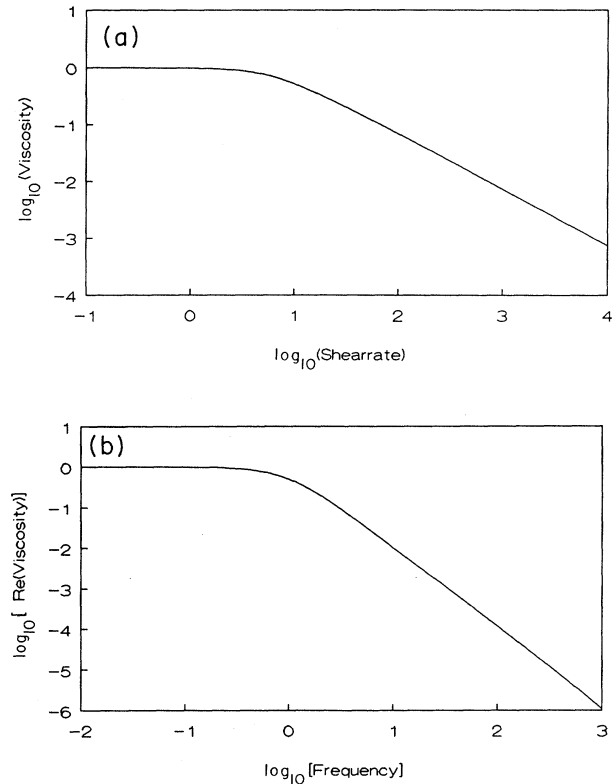 (a)
1
0
−1
−2
−3
−4
log10(Viscosity)
−1 0 1 2 3 4
log10(Shearrate)
(b)
1
0
−1
−2
−3
−4
−5
−6
log10[ Re(Viscosity)]
−2 −1 0 1 2 3
log10[Frequency]